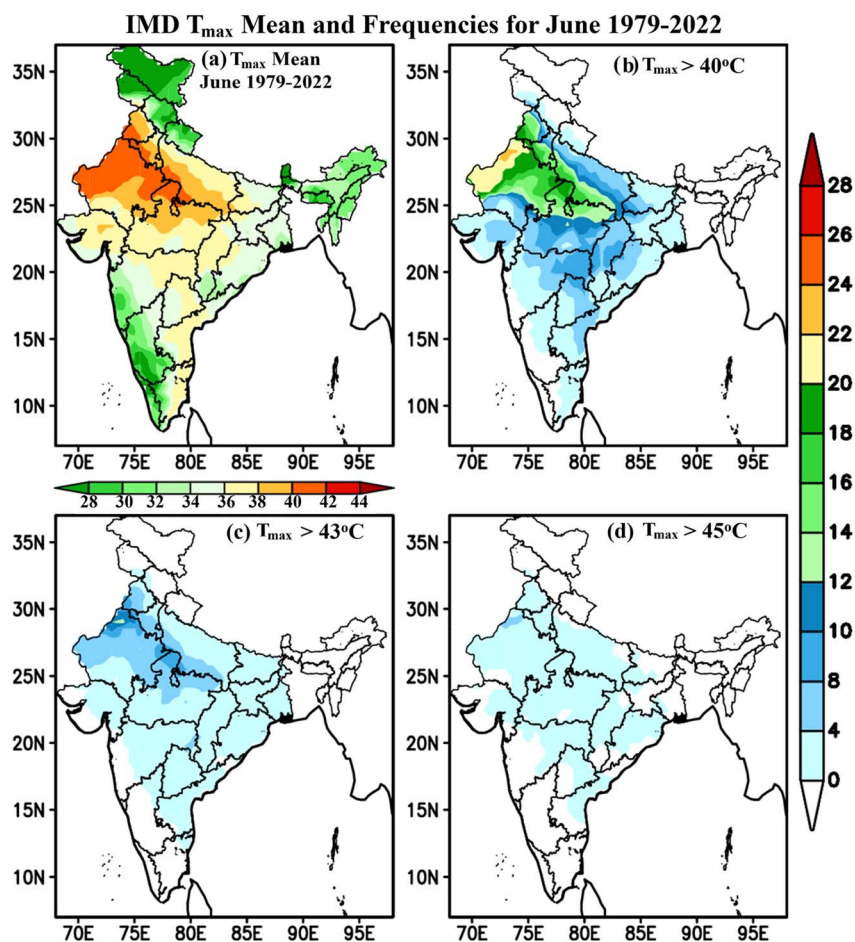 IMD Tmax Mean and Frequencies for June 1979-2022
(a) Tmax Mean
June 1979-2022
35N
30N
25N
20N
15N
10N
70E 75E 80E 85E 90E 95E
(b) Tmax > 40°C
35N
30N
25N
20N
15N
10N
70E 75E 80E 85E 90E 95E
28 30 32 34 36 38 40 42 44
(c) Tmax > 43°C
35N
30N
25N
20N
15N
10N
70E 75E 80E 85E 90E 95E
(d) Tmax > 45°C
35N
30N
25N
20N
15N
10N
70E 75E 80E 85E 90E 95E
28
26
24
22
20
18
16
14
12
10
8
4
0